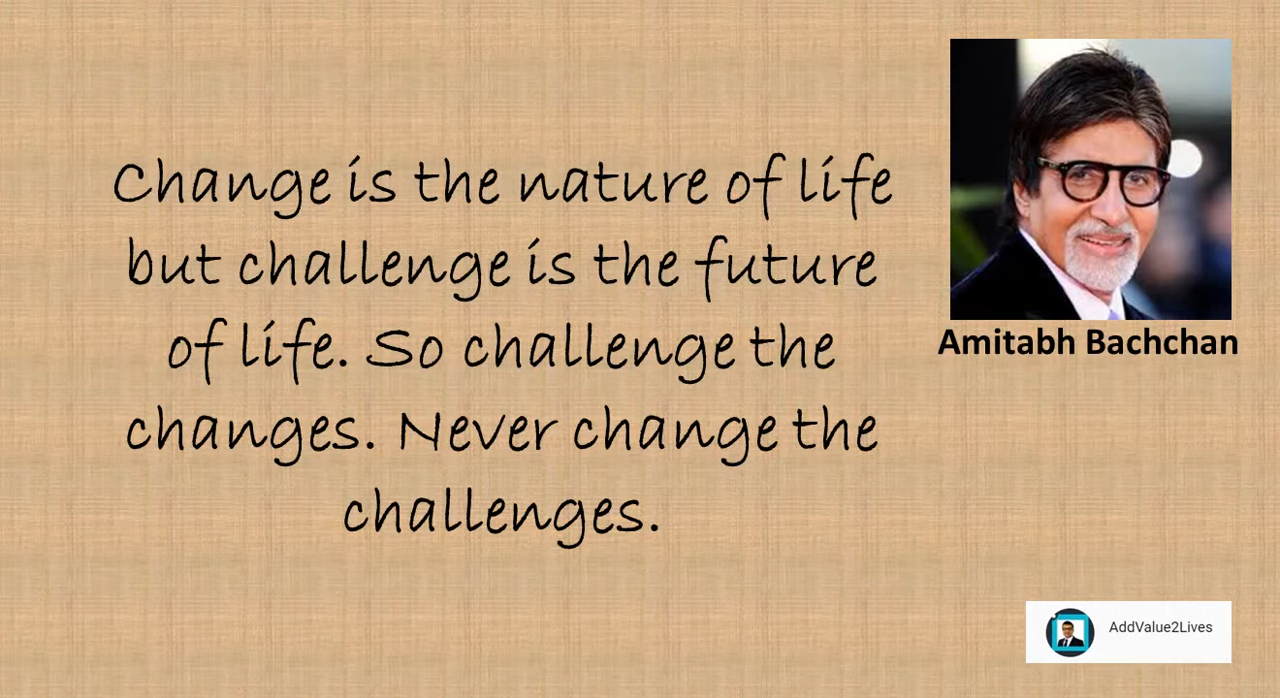 Change is the nature of life
but challenge is the future
of life. So challenge the
changes. Never change the
challenges.
Amitabh Bachchan
AddValue2Lives